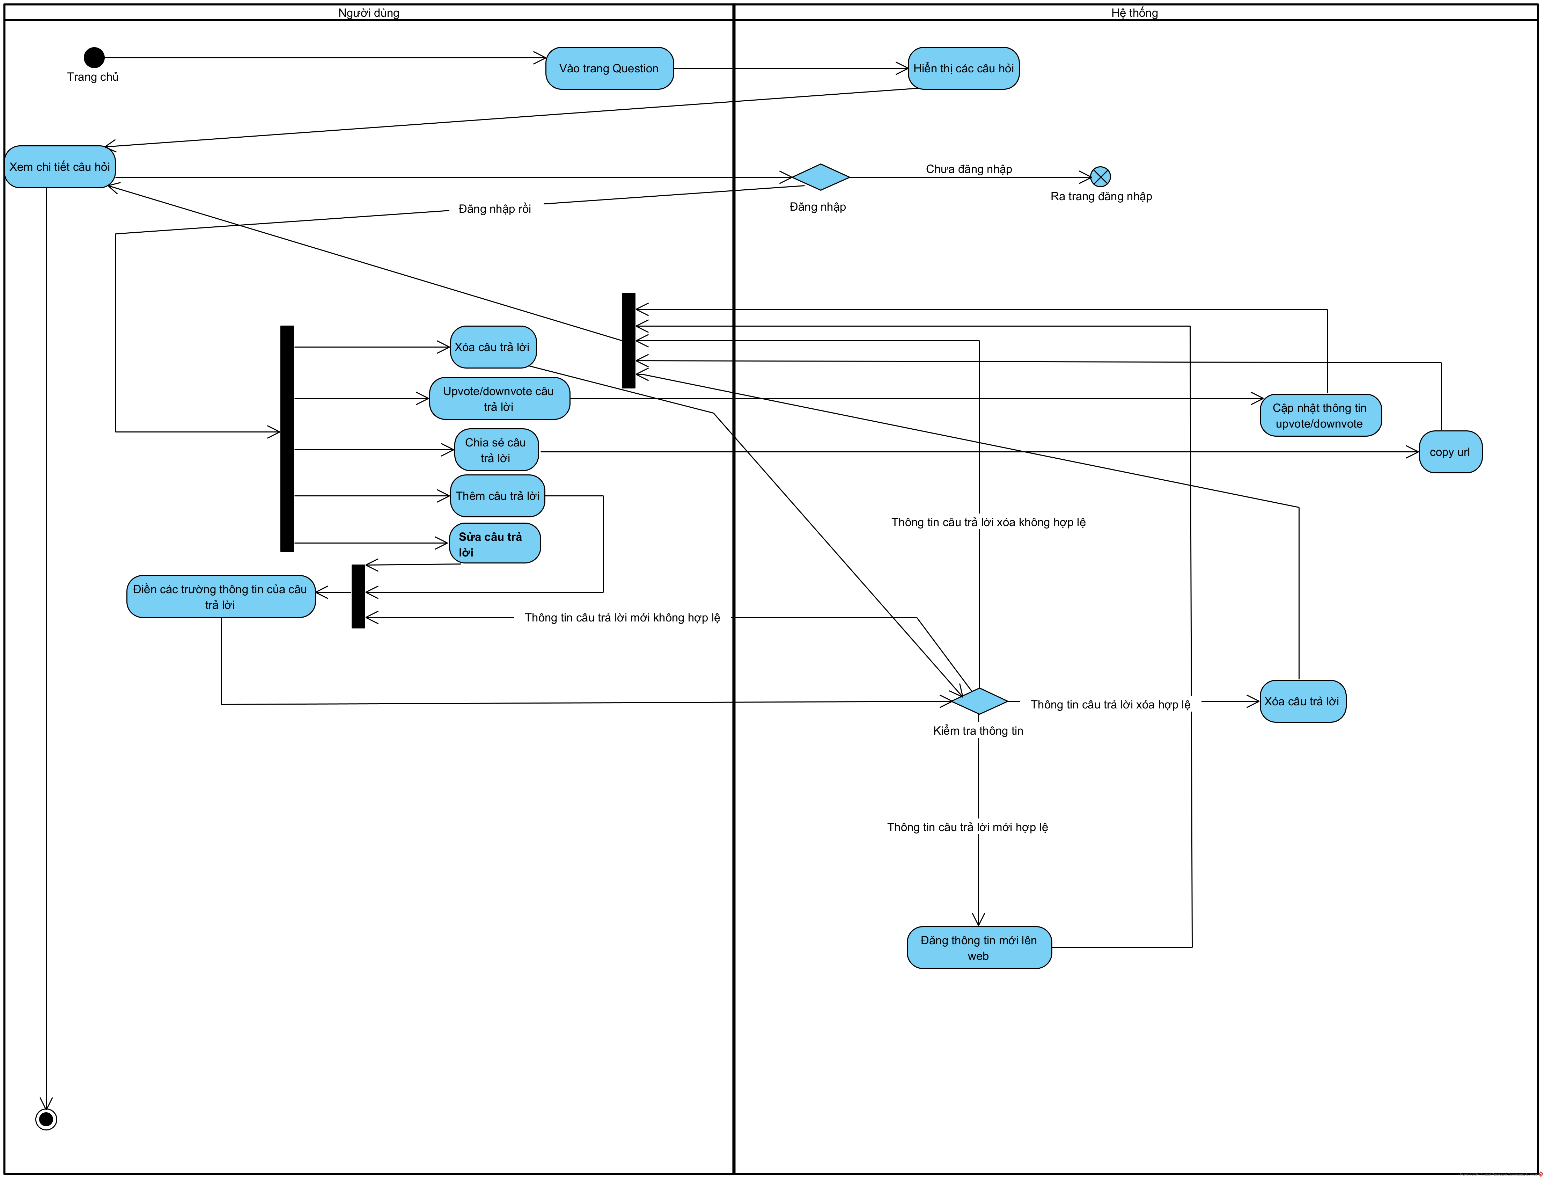 Người dùng
Hệ thống
Trang chủ
Vào trang Question
Hiển thị các câu hỏi
Xem chi tiết câu hỏi
Chưa đăng nhập
Ra trang đăng nhập
Đăng nhập
Đăng nhập rồi
Xóa câu trả lời
Upvote/downvote câu
trả lời
Cập nhật thông tin
upvote/downvote
Chia sẻ câu
trả lời
copy url
Thêm câu trả lời
Thông tin câu trả lời xóa không hợp lệ
Sửa câu trả
lời
Điền các trường thông tin của câu
trả lời
Thông tin câu trả lời mới không hợp lệ
Thông tin câu trả lời xóa hợp lệ
Xóa câu trả lời
Kiểm tra thông tin
Thông tin câu trả lời mới hợp lệ
Đăng thông tin mới lên
web